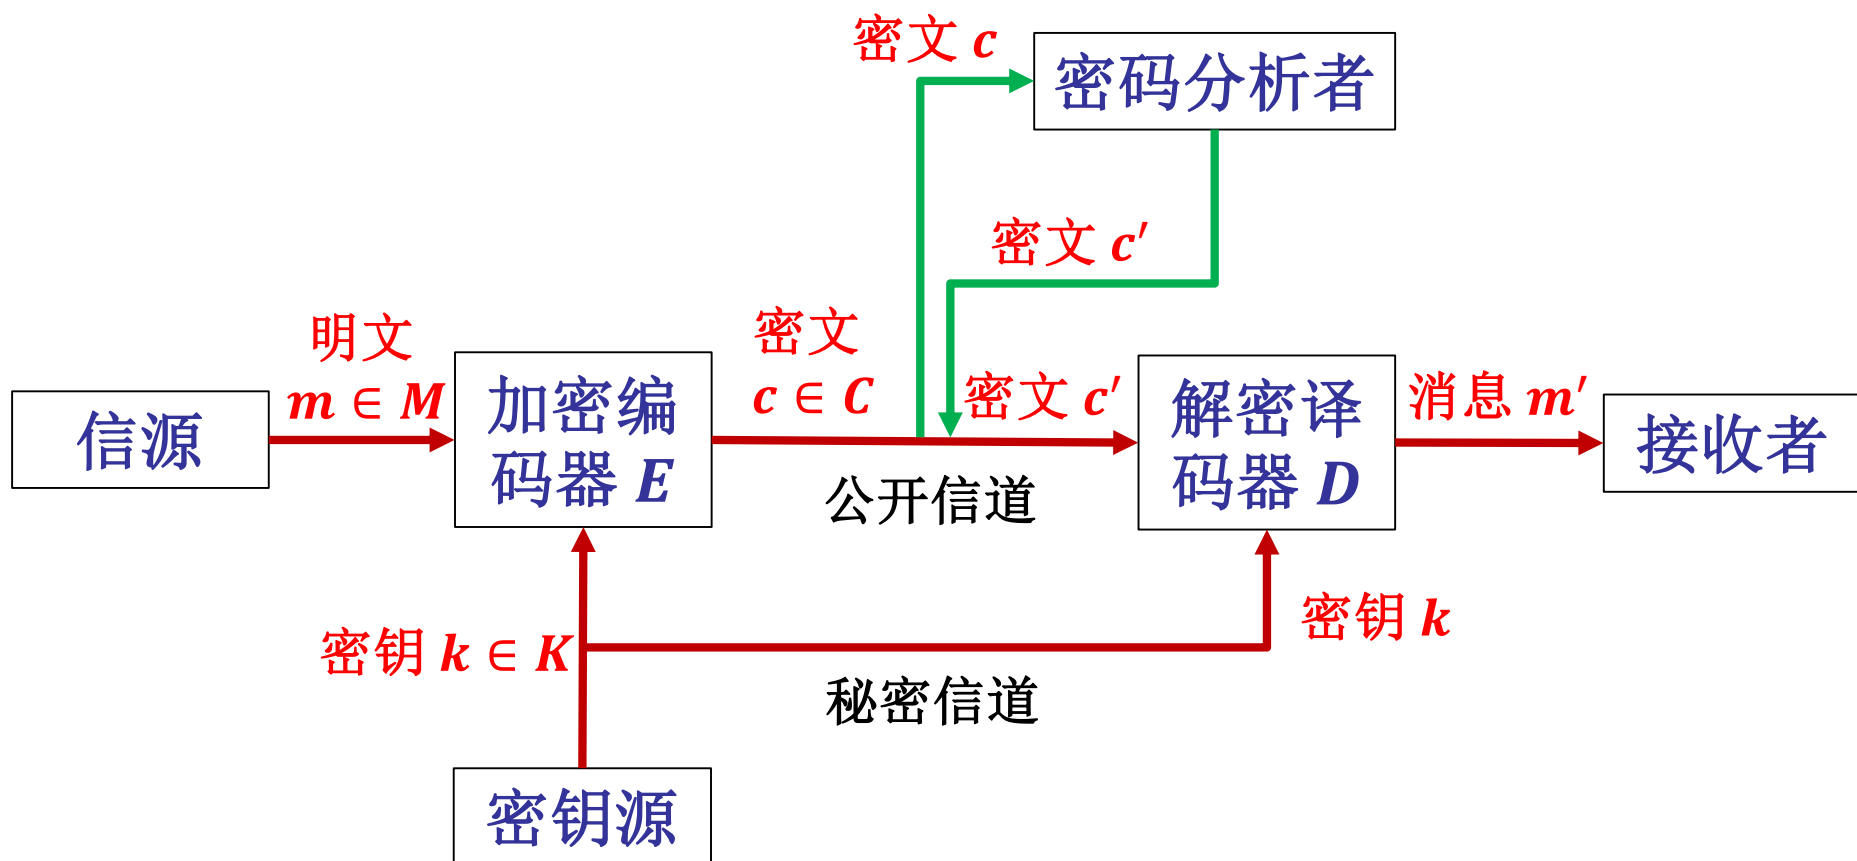 密文 c
密码分析者
密文 c′
明文
m ∈ M
密文
c ∈ C
密文 c′
信源
加密编
码器 E
解密译
码器 D
消息 m′
接收者
公开信道
密钥 k ∈ K
密钥 k
秘密信道
密钥源